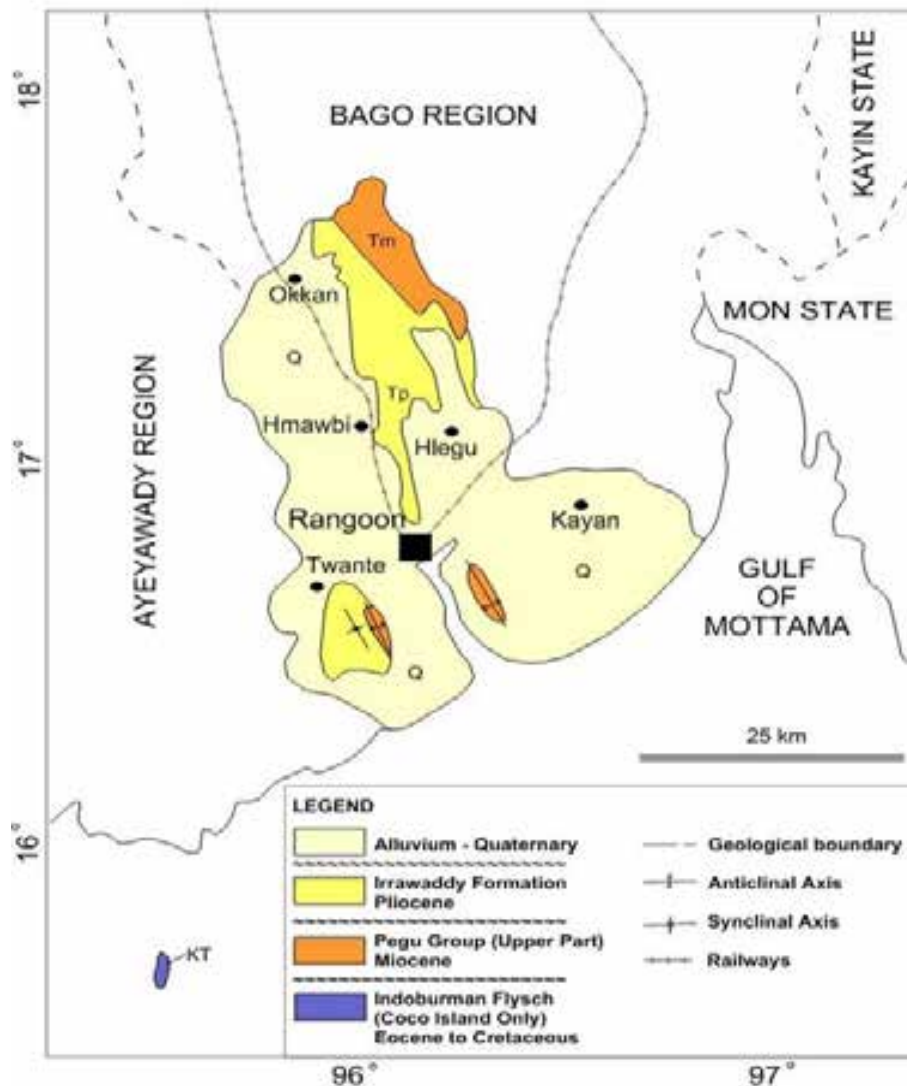 18°
BAGO REGION
KAYIN STATE
Tm
Okkan
MON STATE
Q
AYEYAWADY REGION
Tp
Hmawbi
Hlegu
17°
Rangoon
Kayan
Twante
Q
GULF
OF
MOTTAMA
Q
25 km
LEGEND
Alluvium - Quaternary
Irrawaddy Formation
Pliocene
Pegu Group (Upper Part)
Miocene
Indoburman Flysch
(Coco Island Only)
Eocene to Cretaceous
Geological boundary
Anticlinal Axis
Synclinal Axis
Railways
16°
KT
96°
97°